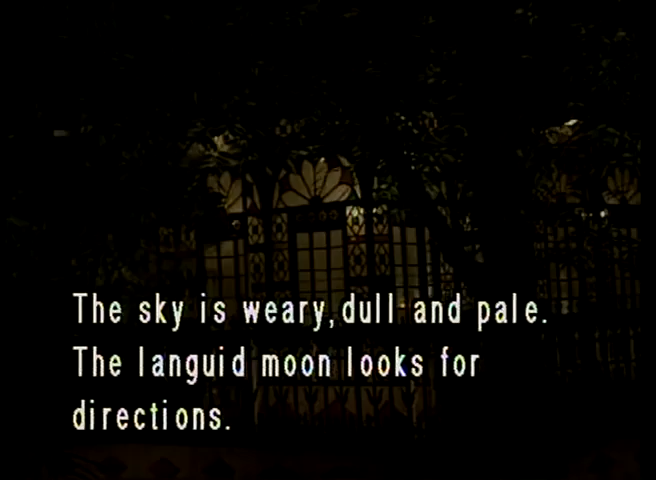 The sky is weary,dull and pale.
The languid moon looks for
directions.